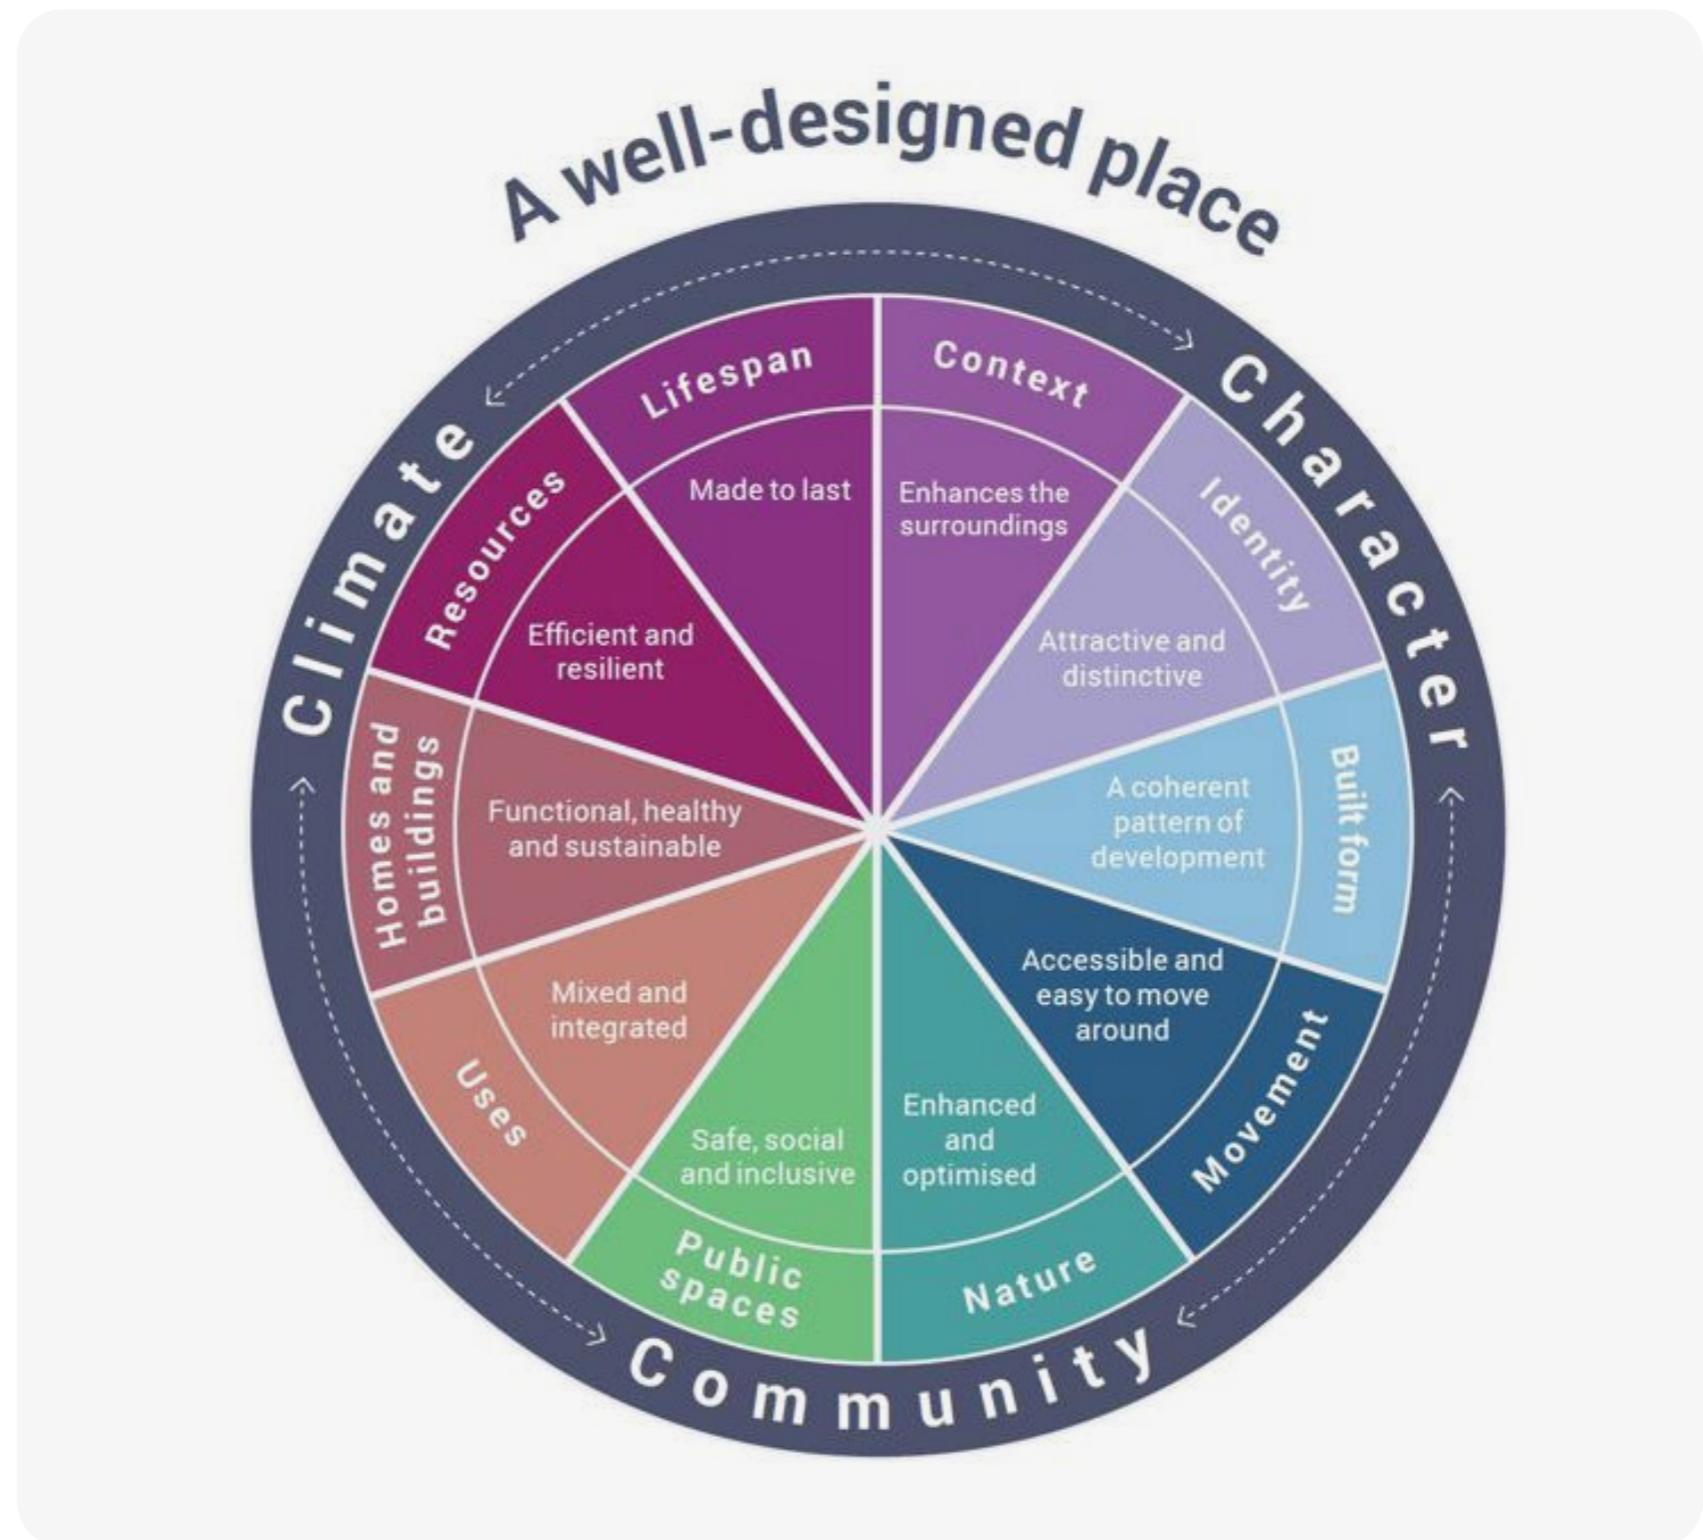 A well-designed place
Climate
Character
Community
Context
Enhances the
surroundings
Identity
Attractive and
distinctive
Built form
A coherent
pattern of
development
Movement
Accessible and
easy to move
around
Nature
Enhanced
and
optimised
Public
spaces
Safe, social
and inclusive
Uses
Mixed and
integrated
Homes and
buildings
Functional, healthy
and sustainable
Resources
Efficient and
resilient
Lifespan
Made to last